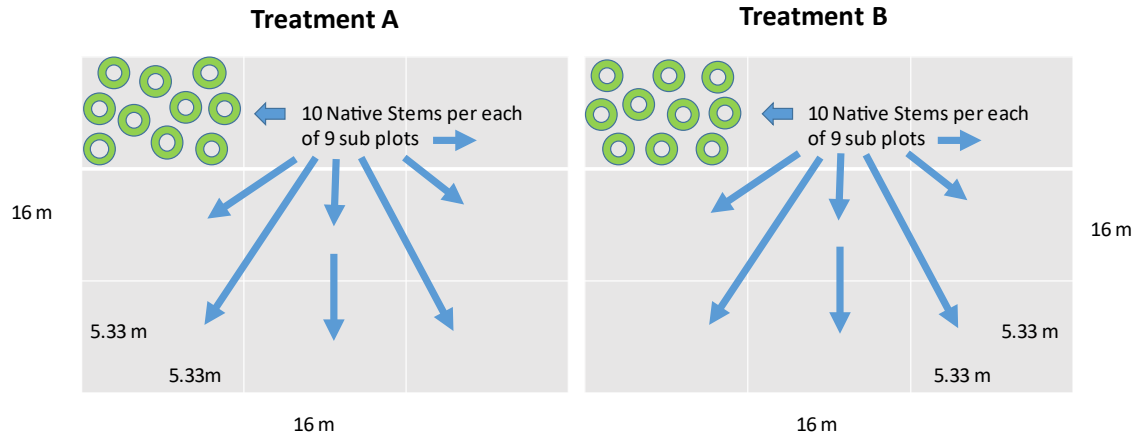 Treatment A
Treatment B
10 Native Stems per each
of 9 sub plots
10 Native Stems per each
of 9 sub plots
16 m
16 m
5.33 m
5.33 m
5.33m
5.33 m
16 m
16 m